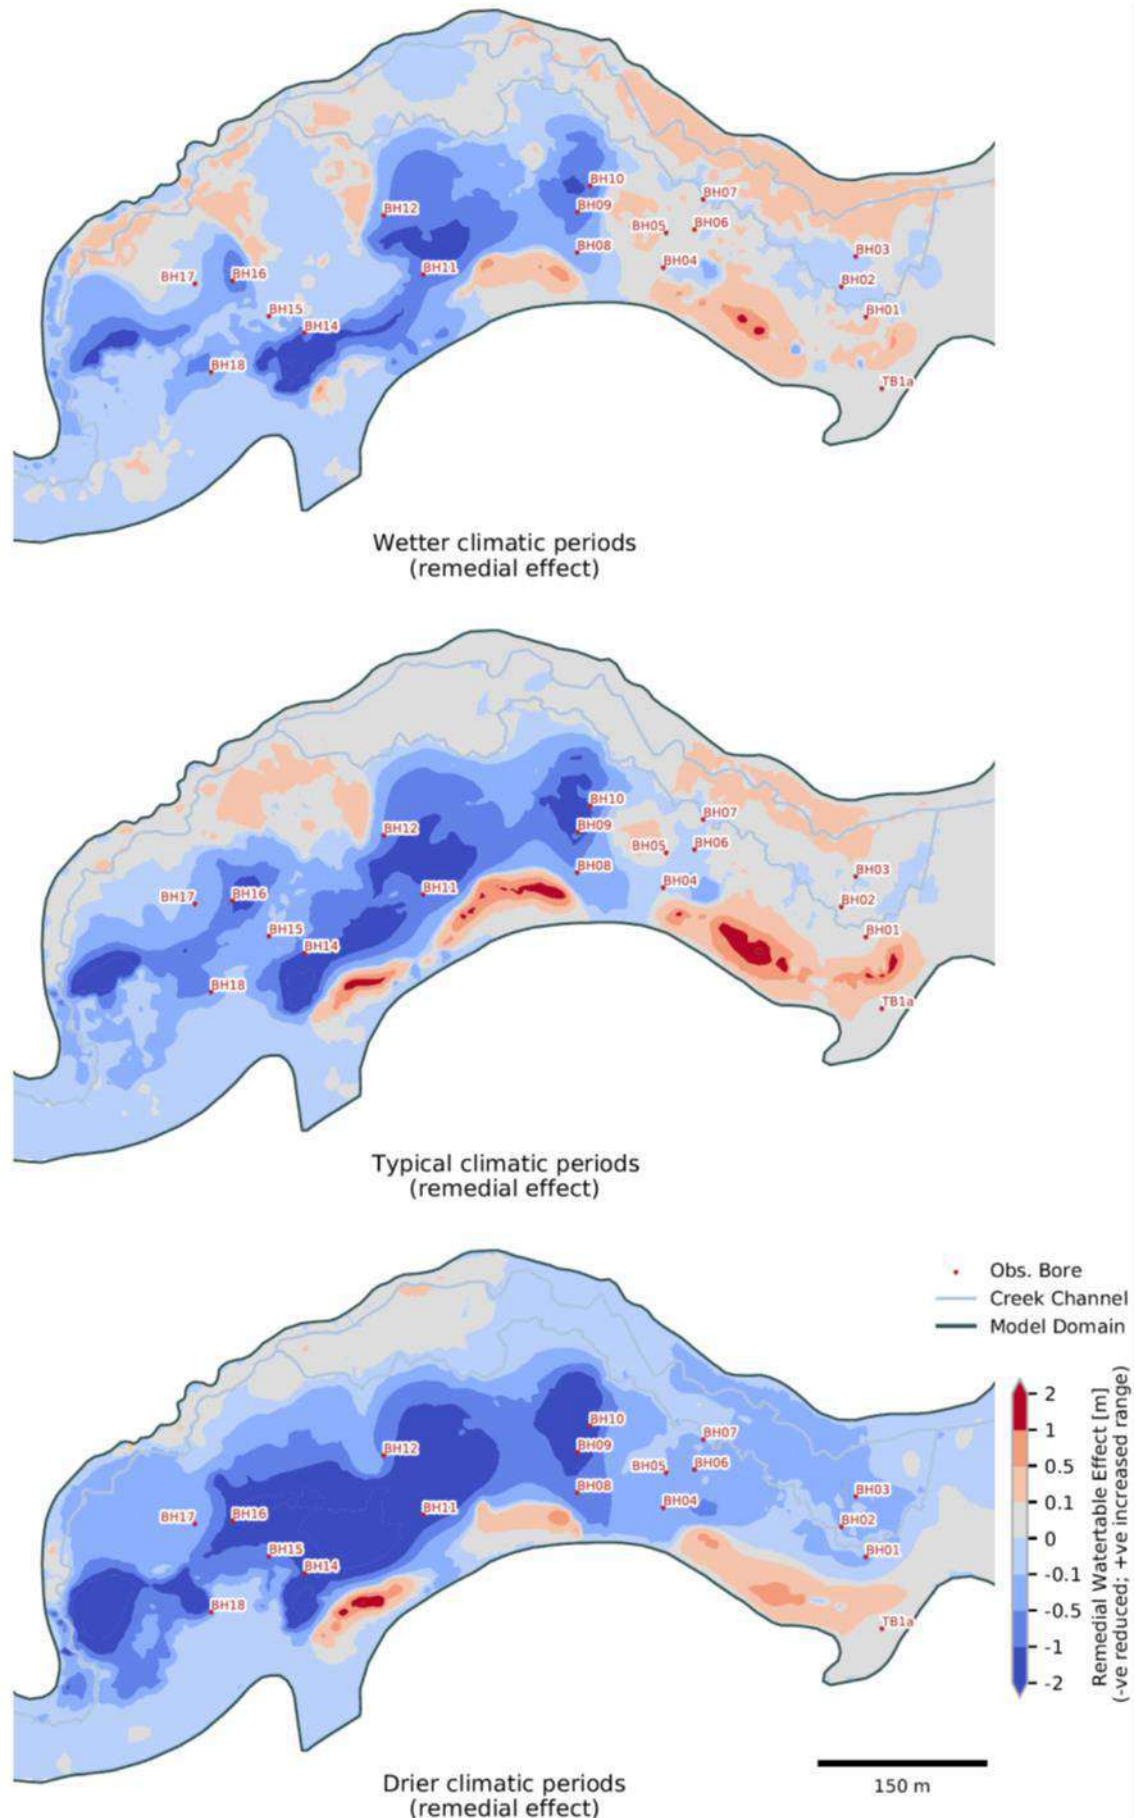 BH10
BH07
BH12
BH09
BH05
BH06
BH08
BH03
BH04
BH11
BH17
BH16
BH02
BH15
BH01
BH14
BH18
TB1a
Wetter climatic periods
(remedial effect)
BH10
BH07
BH12
BH09
BH05
BH06
BH08
BH03
BH04
BH11
BH17
BH16
BH02
BH15
BH01
BH14
BH18
TB1a
Typical climatic periods
(remedial effect)
Obs. Bore
Creek Channel
Model Domain
BH10
BH07
BH12
BH09
BH05
BH06
BH08
BH03
BH04
BH11
BH17
BH16
BH02
BH15
BH01
BH14
BH18
TB1a
2
1
0.5
0.1
0
-0.1
-0.5
-1
-2
Remedial Watertable Effect [m]
(-ve reduced; +ve increased range)
150 m
Drier climatic periods
(remedial effect)